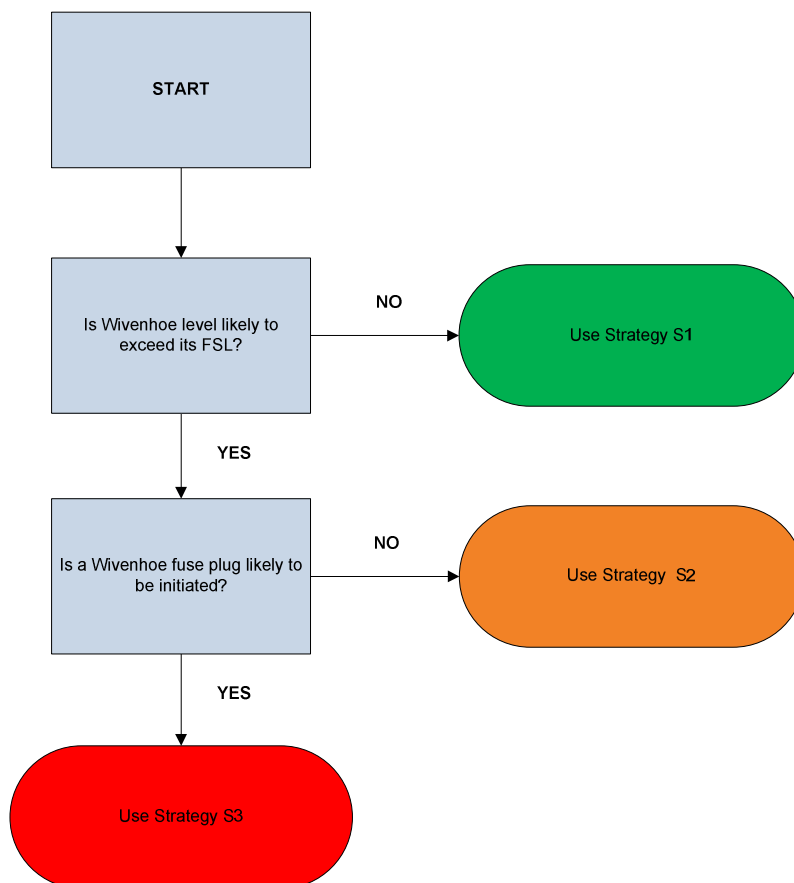 START
Is Wivenhoe level likely to
exceed its FSL?
NO
Use Strategy S1
YES
Is a Wivenhoe fuse plug likely to
be initiated?
NO
Use Strategy S2
YES
Use Strategy S3